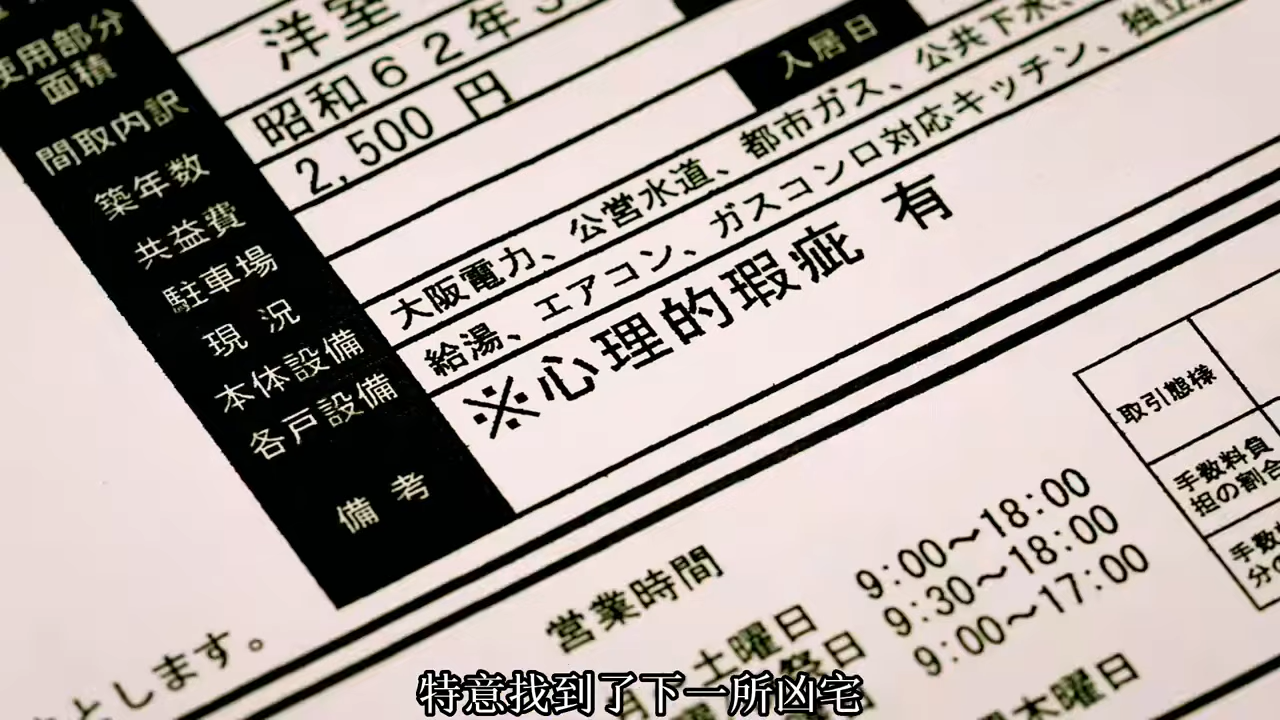 使用部分
面積
間取内訳
築年数
共益費
駐車場
現 況
本体設備
各戸設備
備 考
洋室
昭和62年
2,500 円
入居日
大阪電力、公営水道、都市ガス、公共下水、
給湯、エアコン、ガスコンロ対応キッチン、独立
※心理的瑕疵 有
取引態様
手数料負
担の割合
手数
分の
営業時間
9:00～18:00
土曜日 9:30～18:00
祭日 9:00～17:00
木曜日
とします。
特意找到了下一所凶宅